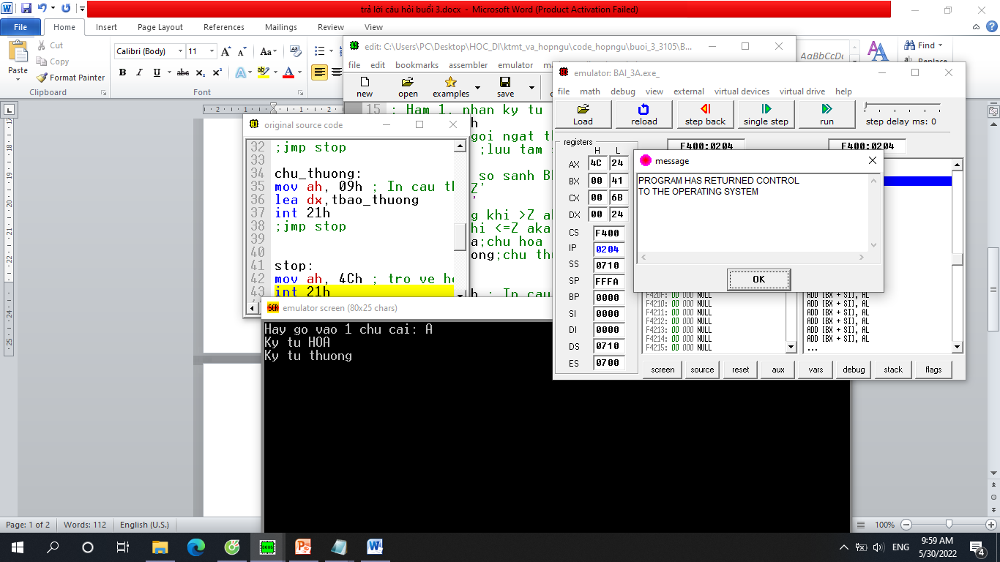 trả lời câu hỏi buổi 3.docx - Microsoft Word (Product Activation Failed)
File Home Insert Page Layout References Mailings Review View
Cut
Copy
Format Painter
Paste
Clipboard
Calibri (Body) 11
Font
AaBbCcDc
Find
Replace
edit: C:\Users\PC\Desktop\HOC_DI\ktmt_va_hopngu\code_hopngu\buoi_3_3105\B...
file edit bookmarks assembler emulator
new open examples save
15 ; Ham 1, nhan ky tu
goi ngat
;luu tam
so sanh
khi >Z
<=Z aka
;chu hoa
; In cau
original source code
32 ;jmp stop
33
34 chu_thuong:
35 mov ah, 09h ; In cau
36 lea dx,tbao_thuong
37 int 21h
38 ;jmp stop
39
40
41 stop:
42 mov ah, 4Ch ; tro ve
43 int 21h
emulator: BAI_3A.exe_
file math debug view external virtual devices virtual drive help
Load reload step back single step run step delay ms: 0
registers
H L
F400:0204 F400:0204
AX 4C 24
BX 00 41
CX 00 6B
DX 00 24
CS F400
IP 0204
SS 0710
SP FFFA
BP 0000
SI 0000
DI 0000
DS 0710
ES 0700
message
PROGRAM HAS RETURNED CONTROL
TO THE OPERATING SYSTEM
OK
F420F: 00 000 NULL ADD [BX + SI], AL
F4210: 00 000 NULL ADD [BX + SI], AL
F4211: 00 000 NULL ADD [BX + SI], AL
F4212: 00 000 NULL ADD [BX + SI], AL
F4213: 00 000 NULL ADD [BX + SI], AL
F4214: 00 000 NULL ADD [BX + SI], AL
F4215: 00 000 NULL ...
screen source reset aux vars debug stack flags
emulator screen (80x25 chars)
Hay go vao 1 chu cai: A
Ky tu HOA
Ky tu thuong
Page: 1 of 2 Words: 112 English (U.S.) 100%
ENG 9:59 AM
5/30/2022
4